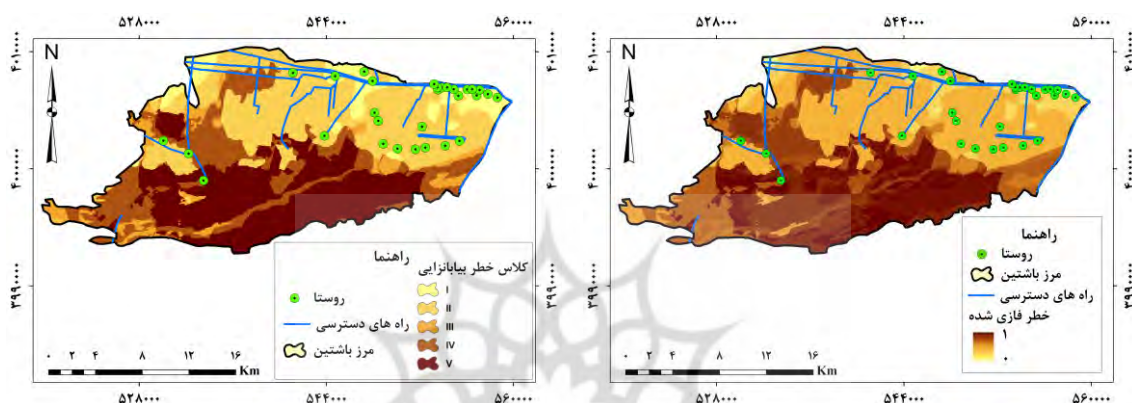 ۵۲۸۰۰۰ ۵۴۴۰۰۰ ۵۶۰۰۰۰
N
۴۰۱۰۰۰۰
۴۰۰۰۰۰۰
۳۹۹۰۰۰۰
راهنما
روستا
راه های دسترسی
مرز باشتین
کلاس خطر بیابانزایی
I
II
III
IV
V
۰ ۲ ۴ ۸ ۱۲ ۱۶
Km
۵۲۸۰۰۰ ۵۴۴۰۰۰ ۵۶۰۰۰۰
۵۲۸۰۰۰ ۵۴۴۰۰۰ ۵۶۰۰۰۰
N
۴۰۱۰۰۰۰
۴۰۰۰۰۰۰
۳۹۹۰۰۰۰
راهنما
روستا
مرز باشتین
راه های دسترسی
خطر فازی شده
۱
۰
۰ ۲ ۴ ۸ ۱۲ ۱۶
Km
۵۲۸۰۰۰ ۵۴۴۰۰۰ ۵۶۰۰۰۰